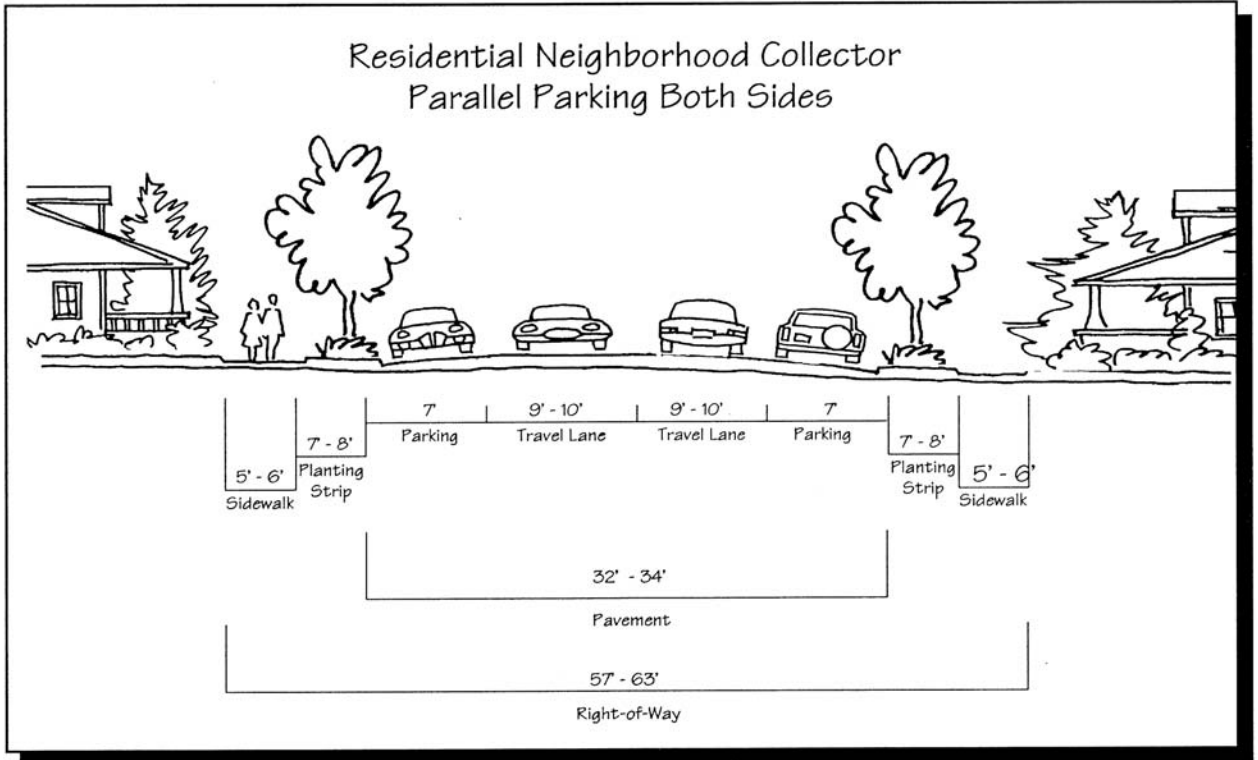 Residential Neighborhood Collector
Parallel Parking Both Sides
7'
9' - 10'
9' - 10'
7'
Parking
Travel Lane
Travel Lane
Parking
7' - 8'
Planting
Strip
7' - 8'
Planting
Strip
5' - 6'
Sidewalk
5' - 6'
Sidewalk
32' - 34'
Pavement
57' - 63'
Right-of-Way